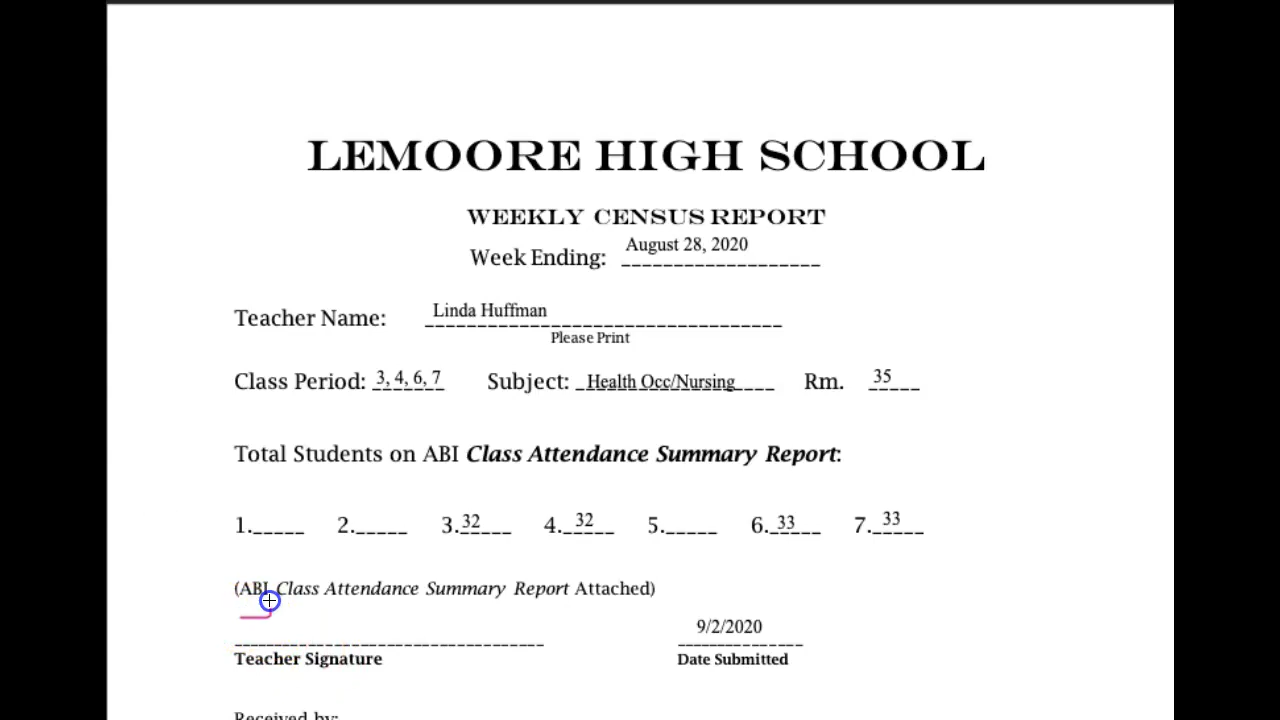 LEMOORE HIGH SCHOOL
WEEKLY CENSUS REPORT
Week Ending: August 28, 2020
Teacher Name: Linda Huffman
Please Print
Class Period: 3, 4, 6, 7 Subject: Health Occ/Nursing Rm. 35
Total Students on ABI Class Attendance Summary Report:
1._____ 2._____ 3.32 4.32 5._____ 6.33 7.33
(ABI Class Attendance Summary Report Attached)
9/2/2020
Teacher Signature Date Submitted
Received by: